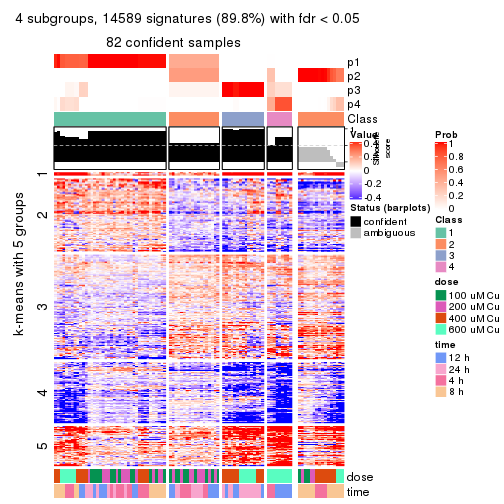 4 subgroups, 14589 signatures (89.8%) with fdr < 0.05
82 confident samples
p1
p2
p3
p4
Class
1
Silhouette
score
k-means with 5 groups
1
2
3
4
5
dose
time
Value
0.4
0.2
0
-0.2
-0.4
Status (barplots)
confident
ambiguous
Prob
1
0.8
0.6
0.4
0.2
0
Class
1
2
3
4
dose
100 uM Cu
200 uM Cu
400 uM Cu
600 uM Cu
time
12 h
24 h
4 h
8 h